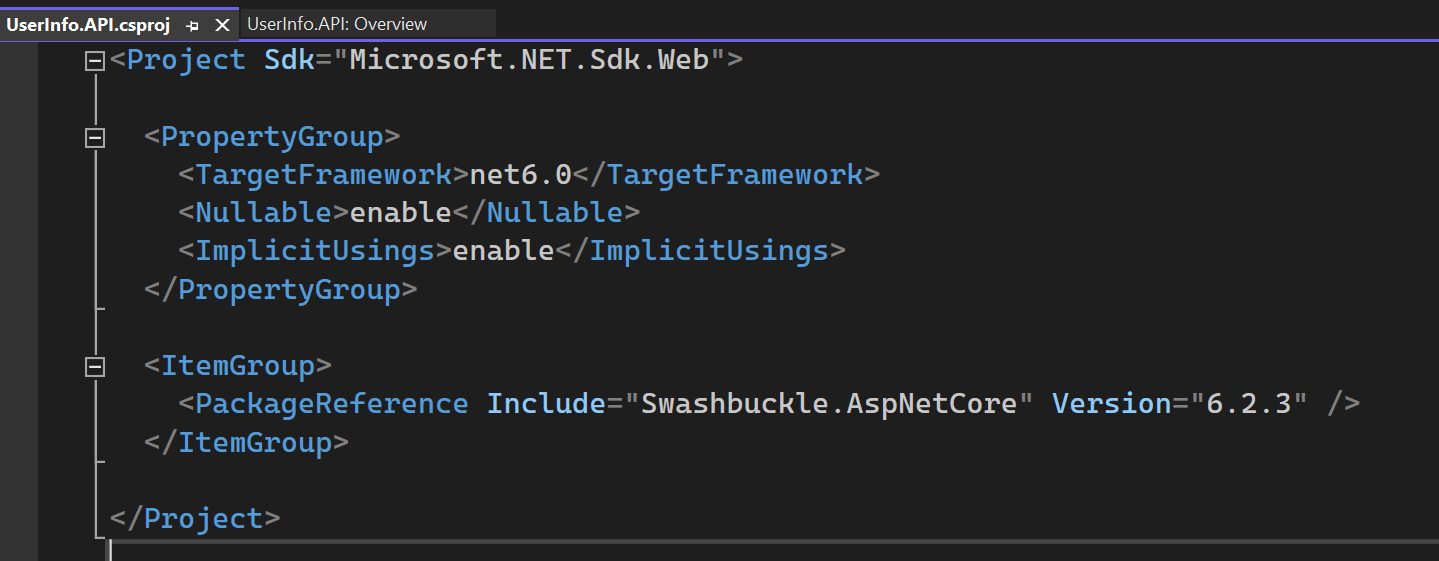 UserInfo.API.csproj UserInfo.API: Overview
<Project Sdk="Microsoft.NET.Sdk.Web">
<PropertyGroup>
<TargetFramework>net6.0</TargetFramework>
<Nullable>enable</Nullable>
<ImplicitUsings>enable</ImplicitUsings>
</PropertyGroup>
<ItemGroup>
<PackageReference Include="Swashbuckle.AspNetCore" Version="6.2.3" />
</ItemGroup>
</Project>